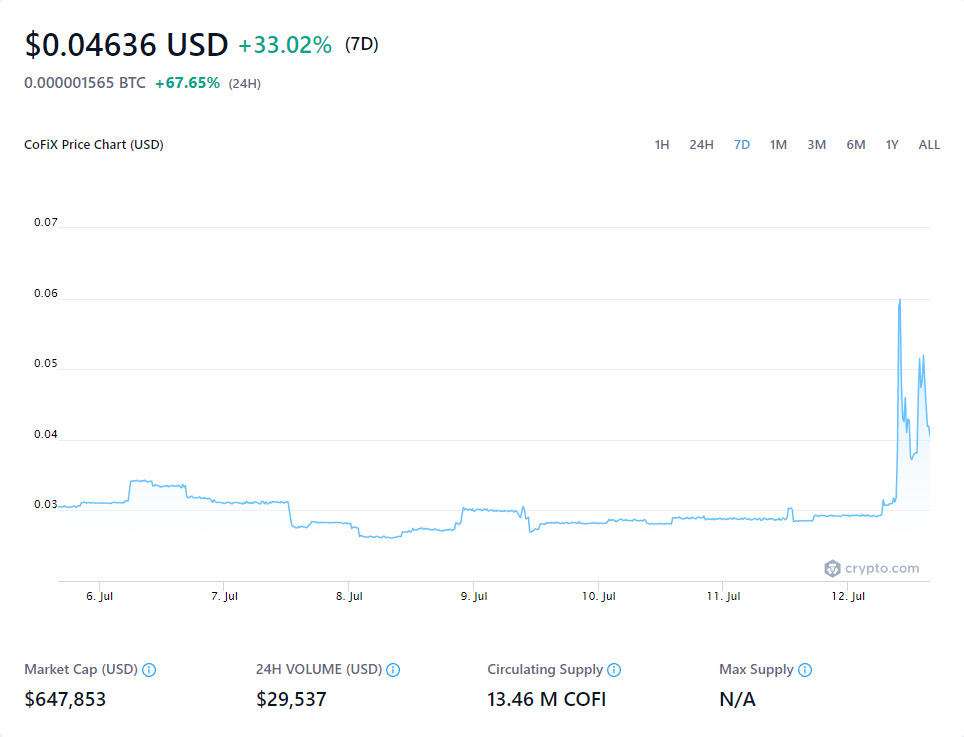 $0.04636 USD +33.02% (7D)
0.000001565 BTC +67.65% (24H)
CoFiX Price Chart (USD) 1H 24H 7D 1M 3M 6M 1Y ALL
0.07
0.06
0.05
0.04
0.03
crypto.com
6. Jul 7. Jul 8. Jul 9. Jul 10. Jul 11. Jul 12. Jul
Market Cap (USD) 24H VOLUME (USD) Circulating Supply Max Supply
$647,853 $29,537 13.46 M COFI N/A